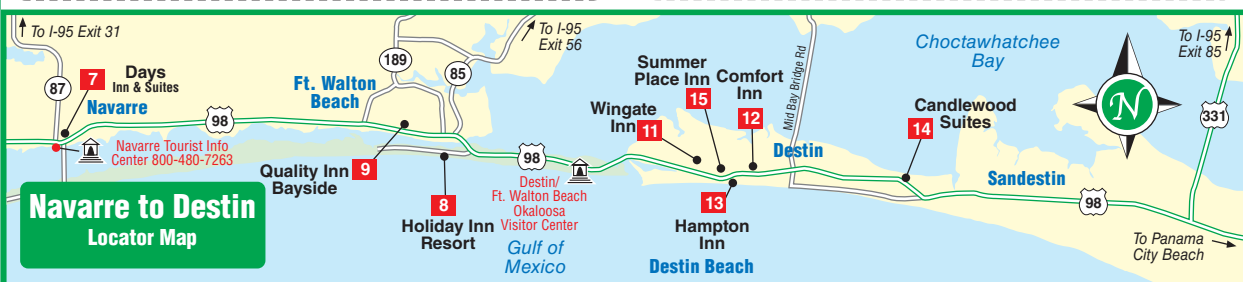 To I-95 Exit 31
87
7
Days
Inn & Suites
Navarre
98
Navarre Tourist Info
Center 800-480-7263
Navarre to Destin
Locator Map
Ft. Walton
Beach
189
85
To I-95
Exit 56
Quality Inn
Bayside
9
8
Holiday Inn
Resort
98
Destin/
Ft. Walton Beach
Okaloosa
Visitor Center
Gulf of
Mexico
Wingate
Inn
11
Summer
Place Inn
15
Comfort
Inn
12
Mid Bay Bridge Rd
Destin
13
Hampton
Inn
Destin Beach
Choctawhatchee
Bay
Candlewood
Suites
14
Sandestin
98
N
To I-95
Exit 85
331
To Panama
City Beach